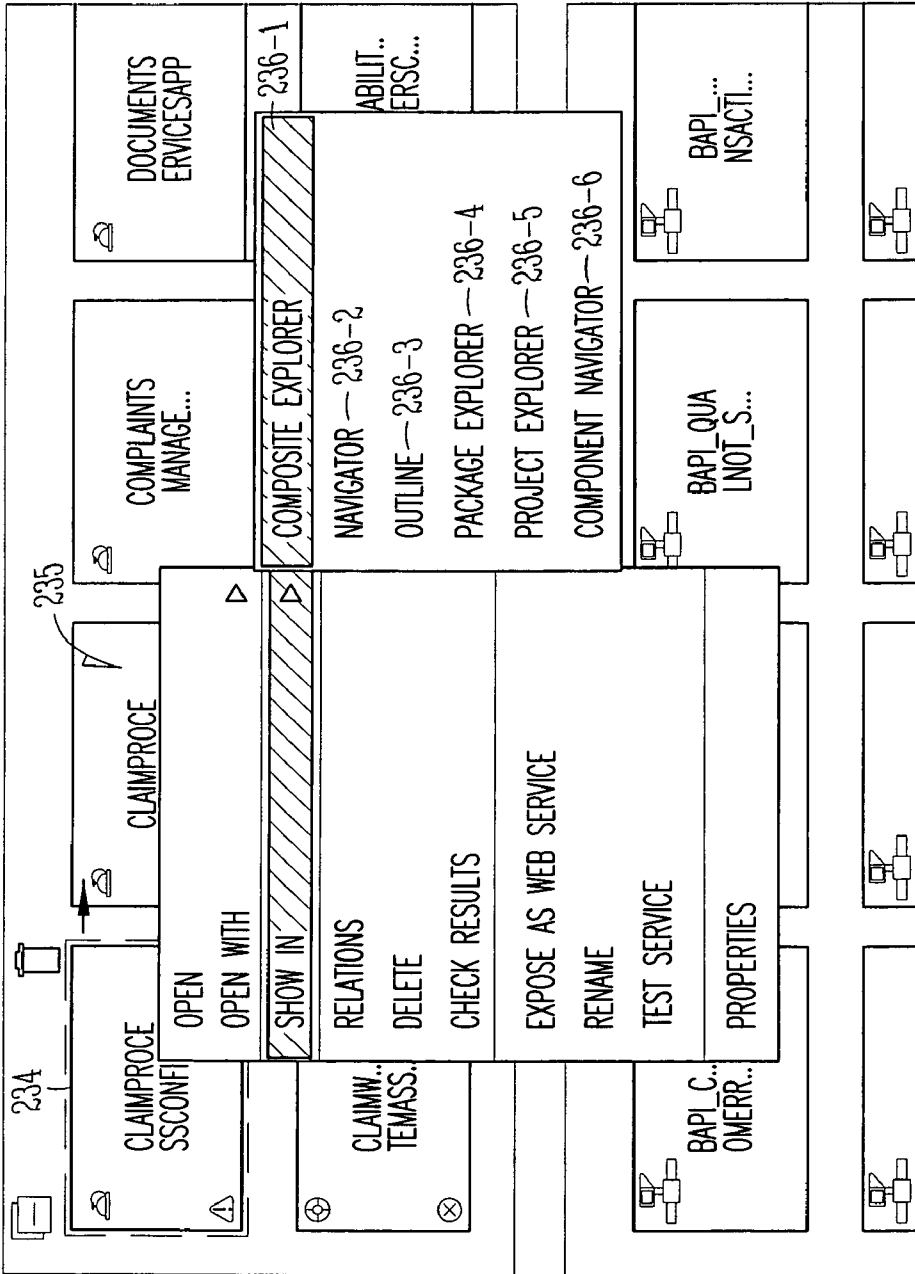 234
235
CLAIMPROCE
SSCONFI
CLAIMPROCE
COMPLAINTS
MANAGE...
DOCUMENTS
ERVICESAPP
236-1
OPEN
OPEN WITH
SHOW IN
RELATIONS
DELETE
CHECK RESULTS
EXPOSE AS WEB SERVICE
RENAME
TEST SERVICE
PROPERTIES
COMPOSITE EXPLORER
NAVIGATOR 236-2
OUTLINE 236-3
PACKAGE EXPLORER 236-4
PROJECT EXPLORER 236-5
COMPONENT NAVIGATOR 236-6
CLAIMW..
TEMASS..
ABILIT..
ERSC...
BAPI_C..
OMERR..
BAPI_QUA
LNOT_S...
BAPI_...
NSACTI...